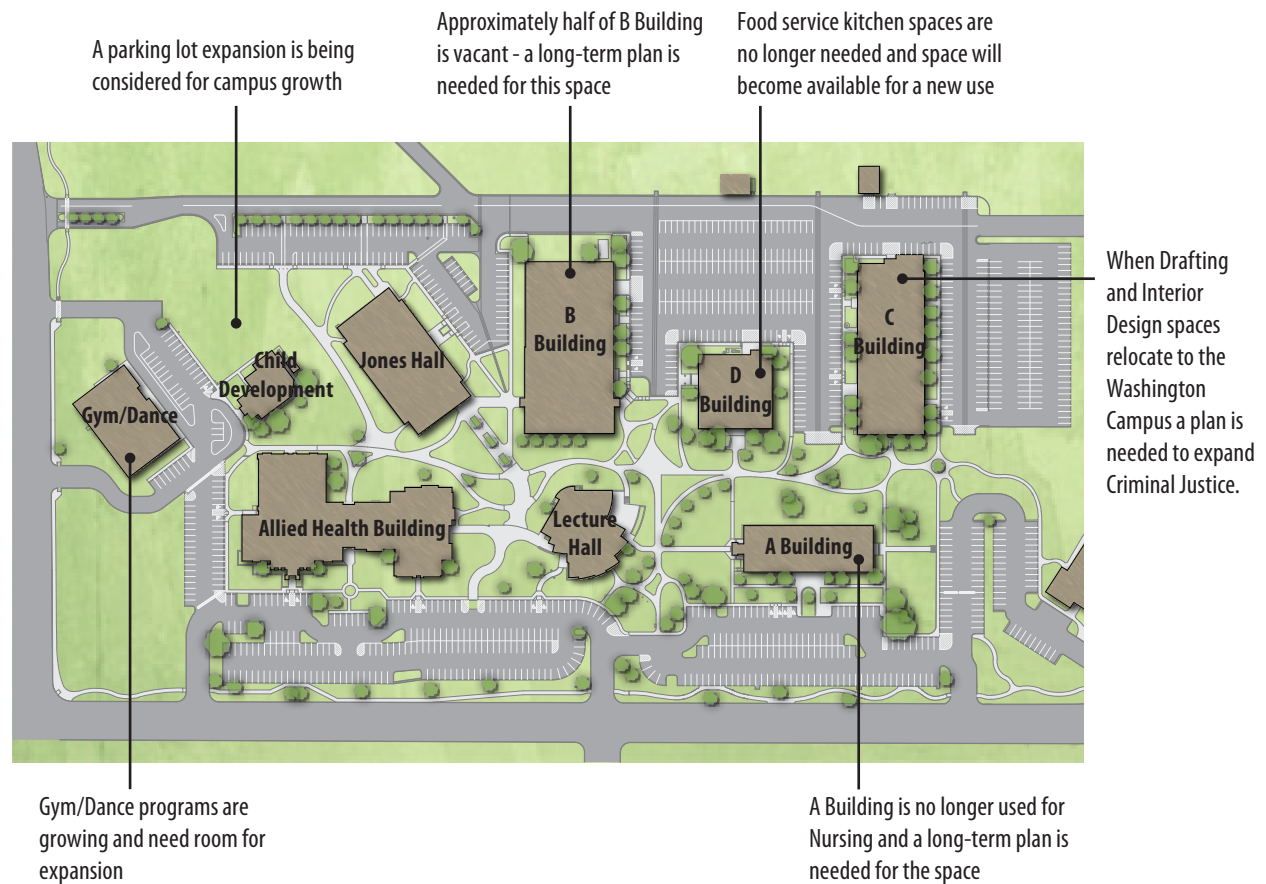 A parking lot expansion is being
considered for campus growth
Approximately half of B Building
is vacant - a long-term plan is
needed for this space
Food service kitchen spaces are
no longer needed and space will
become available for a new use
When Drafting
and Interior
Design spaces
relocate to the
Washington
Campus a plan is
needed to expand
Criminal Justice.
B
Building
C
Building
Jones Hall
Child
Development
D
Building
Gym/Dance
Allied Health Building
Lecture
Hall
A Building
Gym/Dance programs are
growing and need room for
expansion
A Building is no longer used for
Nursing and a long-term plan is
needed for the space